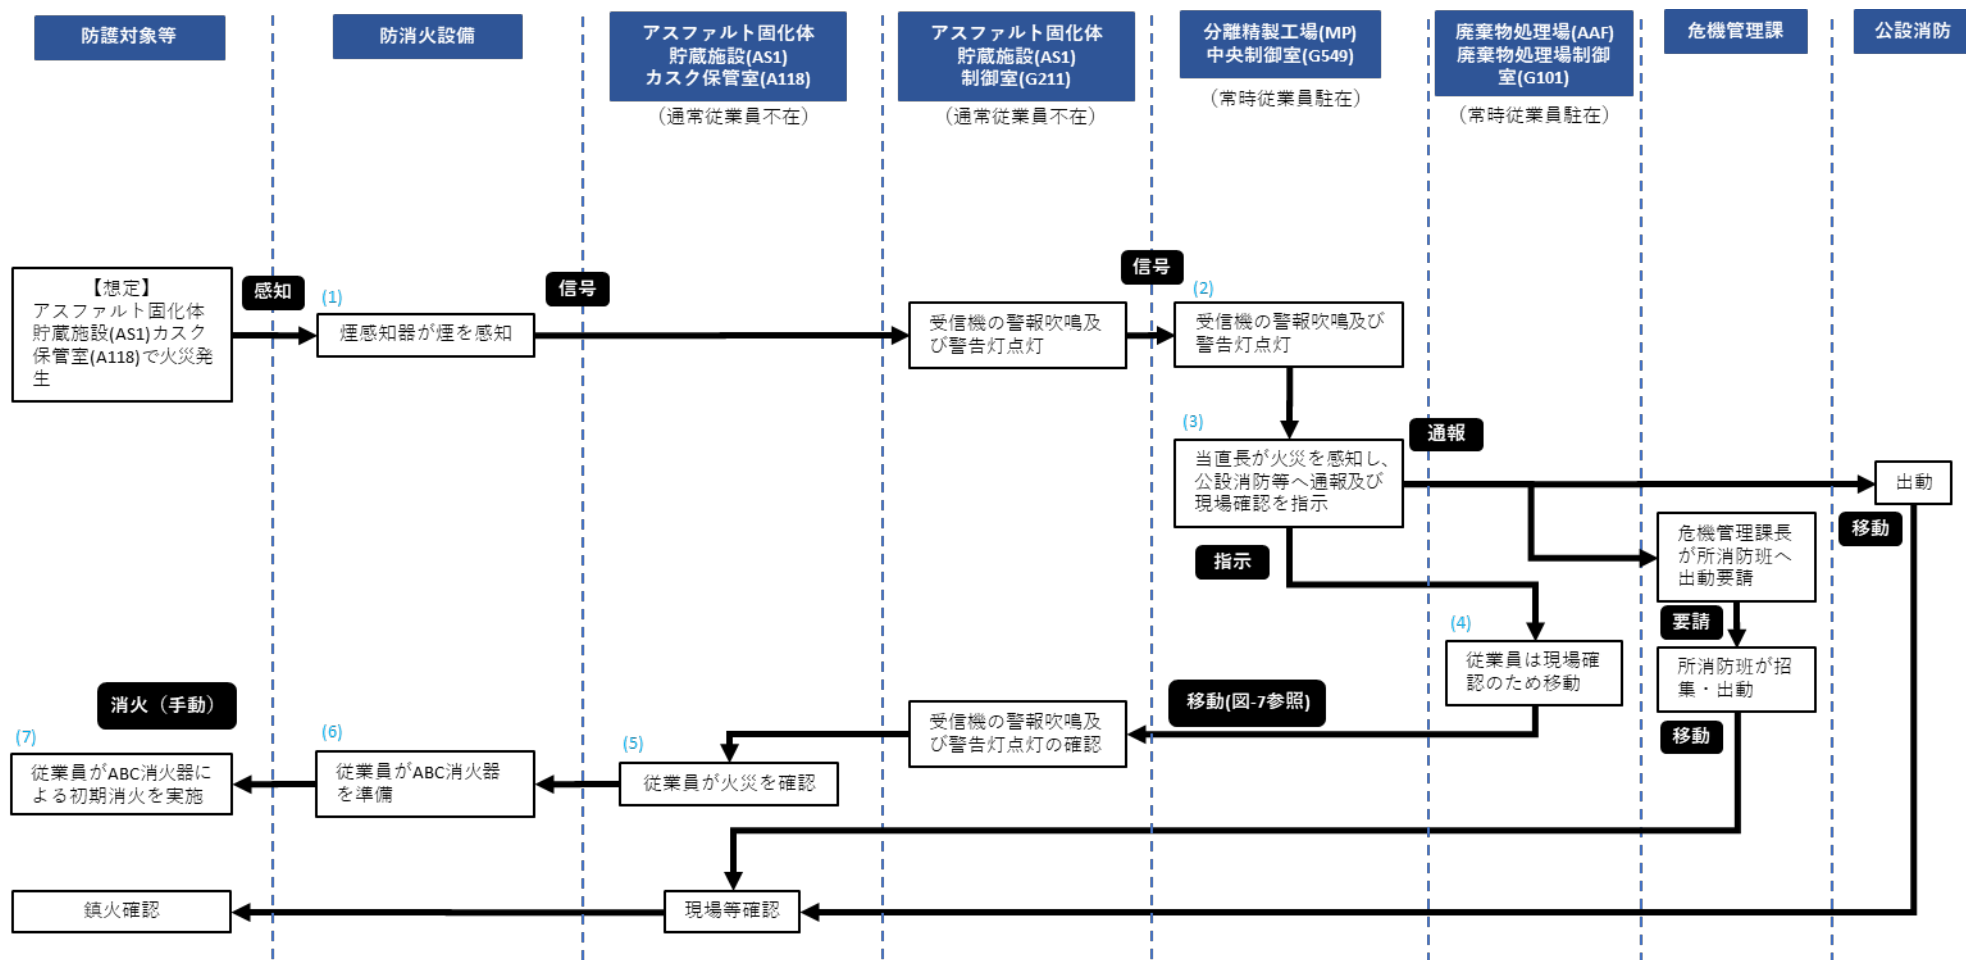 防護対象等
防消火設備
アスファルト固化体
貯蔵施設(AS1)
カスク保管室(A118)
（通常従業員不在）
アスファルト固化体
貯蔵施設(AS1)
制御室(G211)
（通常従業員不在）
分離精製工場(MP)
中央制御室(G549)
（常時従業員駐在）
廃棄物処理場(AAF)
廃棄物処理場制御
室(G101)
（常時従業員駐在）
危機管理課
公設消防
【想定】
アスファルト固化体
貯蔵施設(AS1)カスク
保管室(A118)で火災発
生
感知
(1)
煙感知器が煙を感知
信号
受信機の警報吹鳴及
び警告灯点灯
信号
(2)
受信機の警報吹鳴及び
警告灯点灯
(3)
当直長が火災を感知し、
公設消防等へ通報及び
現場確認を指示
通報
出動
移動
危機管理課長
が所消防班へ
出動要請
指示
要請
(4)
従業員は現場確
認のため移動
所消防班が招
集・出動
移動
移動(図-7参照)
受信機の警報吹鳴及
び警告灯点灯の確認
(5)
従業員が火災を確認
(6)
従業員がABC消火器
を準備
消火（手動）
(7)
従業員がABC消火器に
よる初期消火を実施
現場等確認
鎮火確認